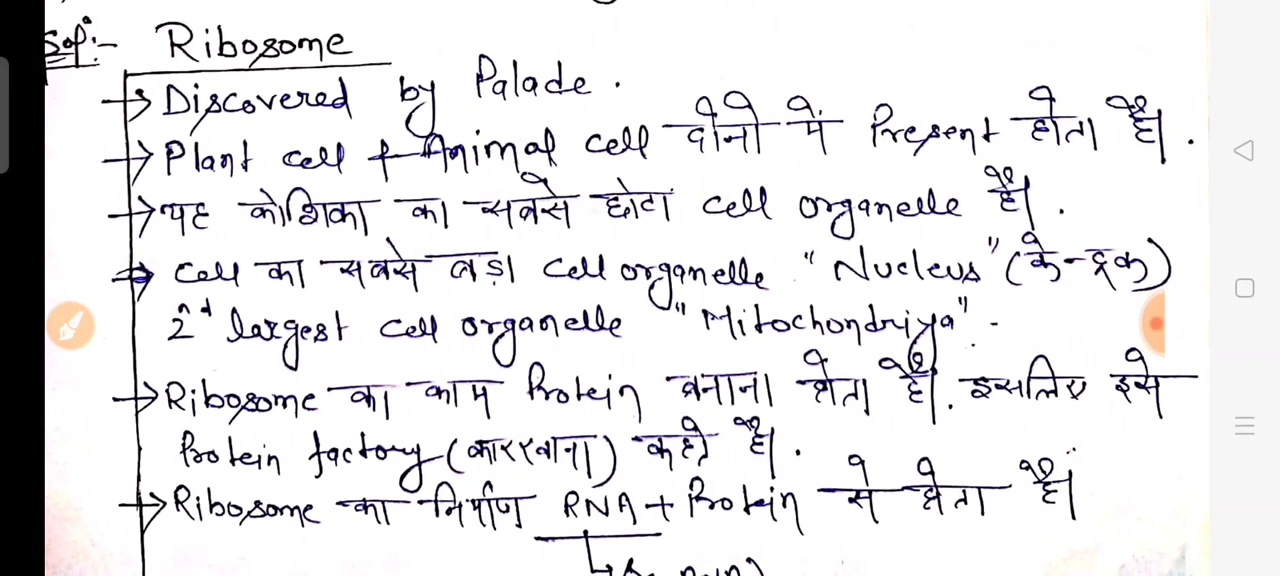 Sol:- Ribosome
→ Discovered by Palade.
→ Plant cell & Animal cell दोनो में Present होता है।.
→ यह कोशिका का सबसे छोटा cell organelle है।.
→ Cell का सबसे बड़ा cell organelle "Nucleus" (केन्द्रक)
2nd largest cell organelle "Mitochondriya".
→ Ribosome का काम Protein बनाना होता है।. इसलिए इसे
Protein factory (कारखाना) कहते है।.
→ Ribosome का निर्माण RNA + Protein से होता है।